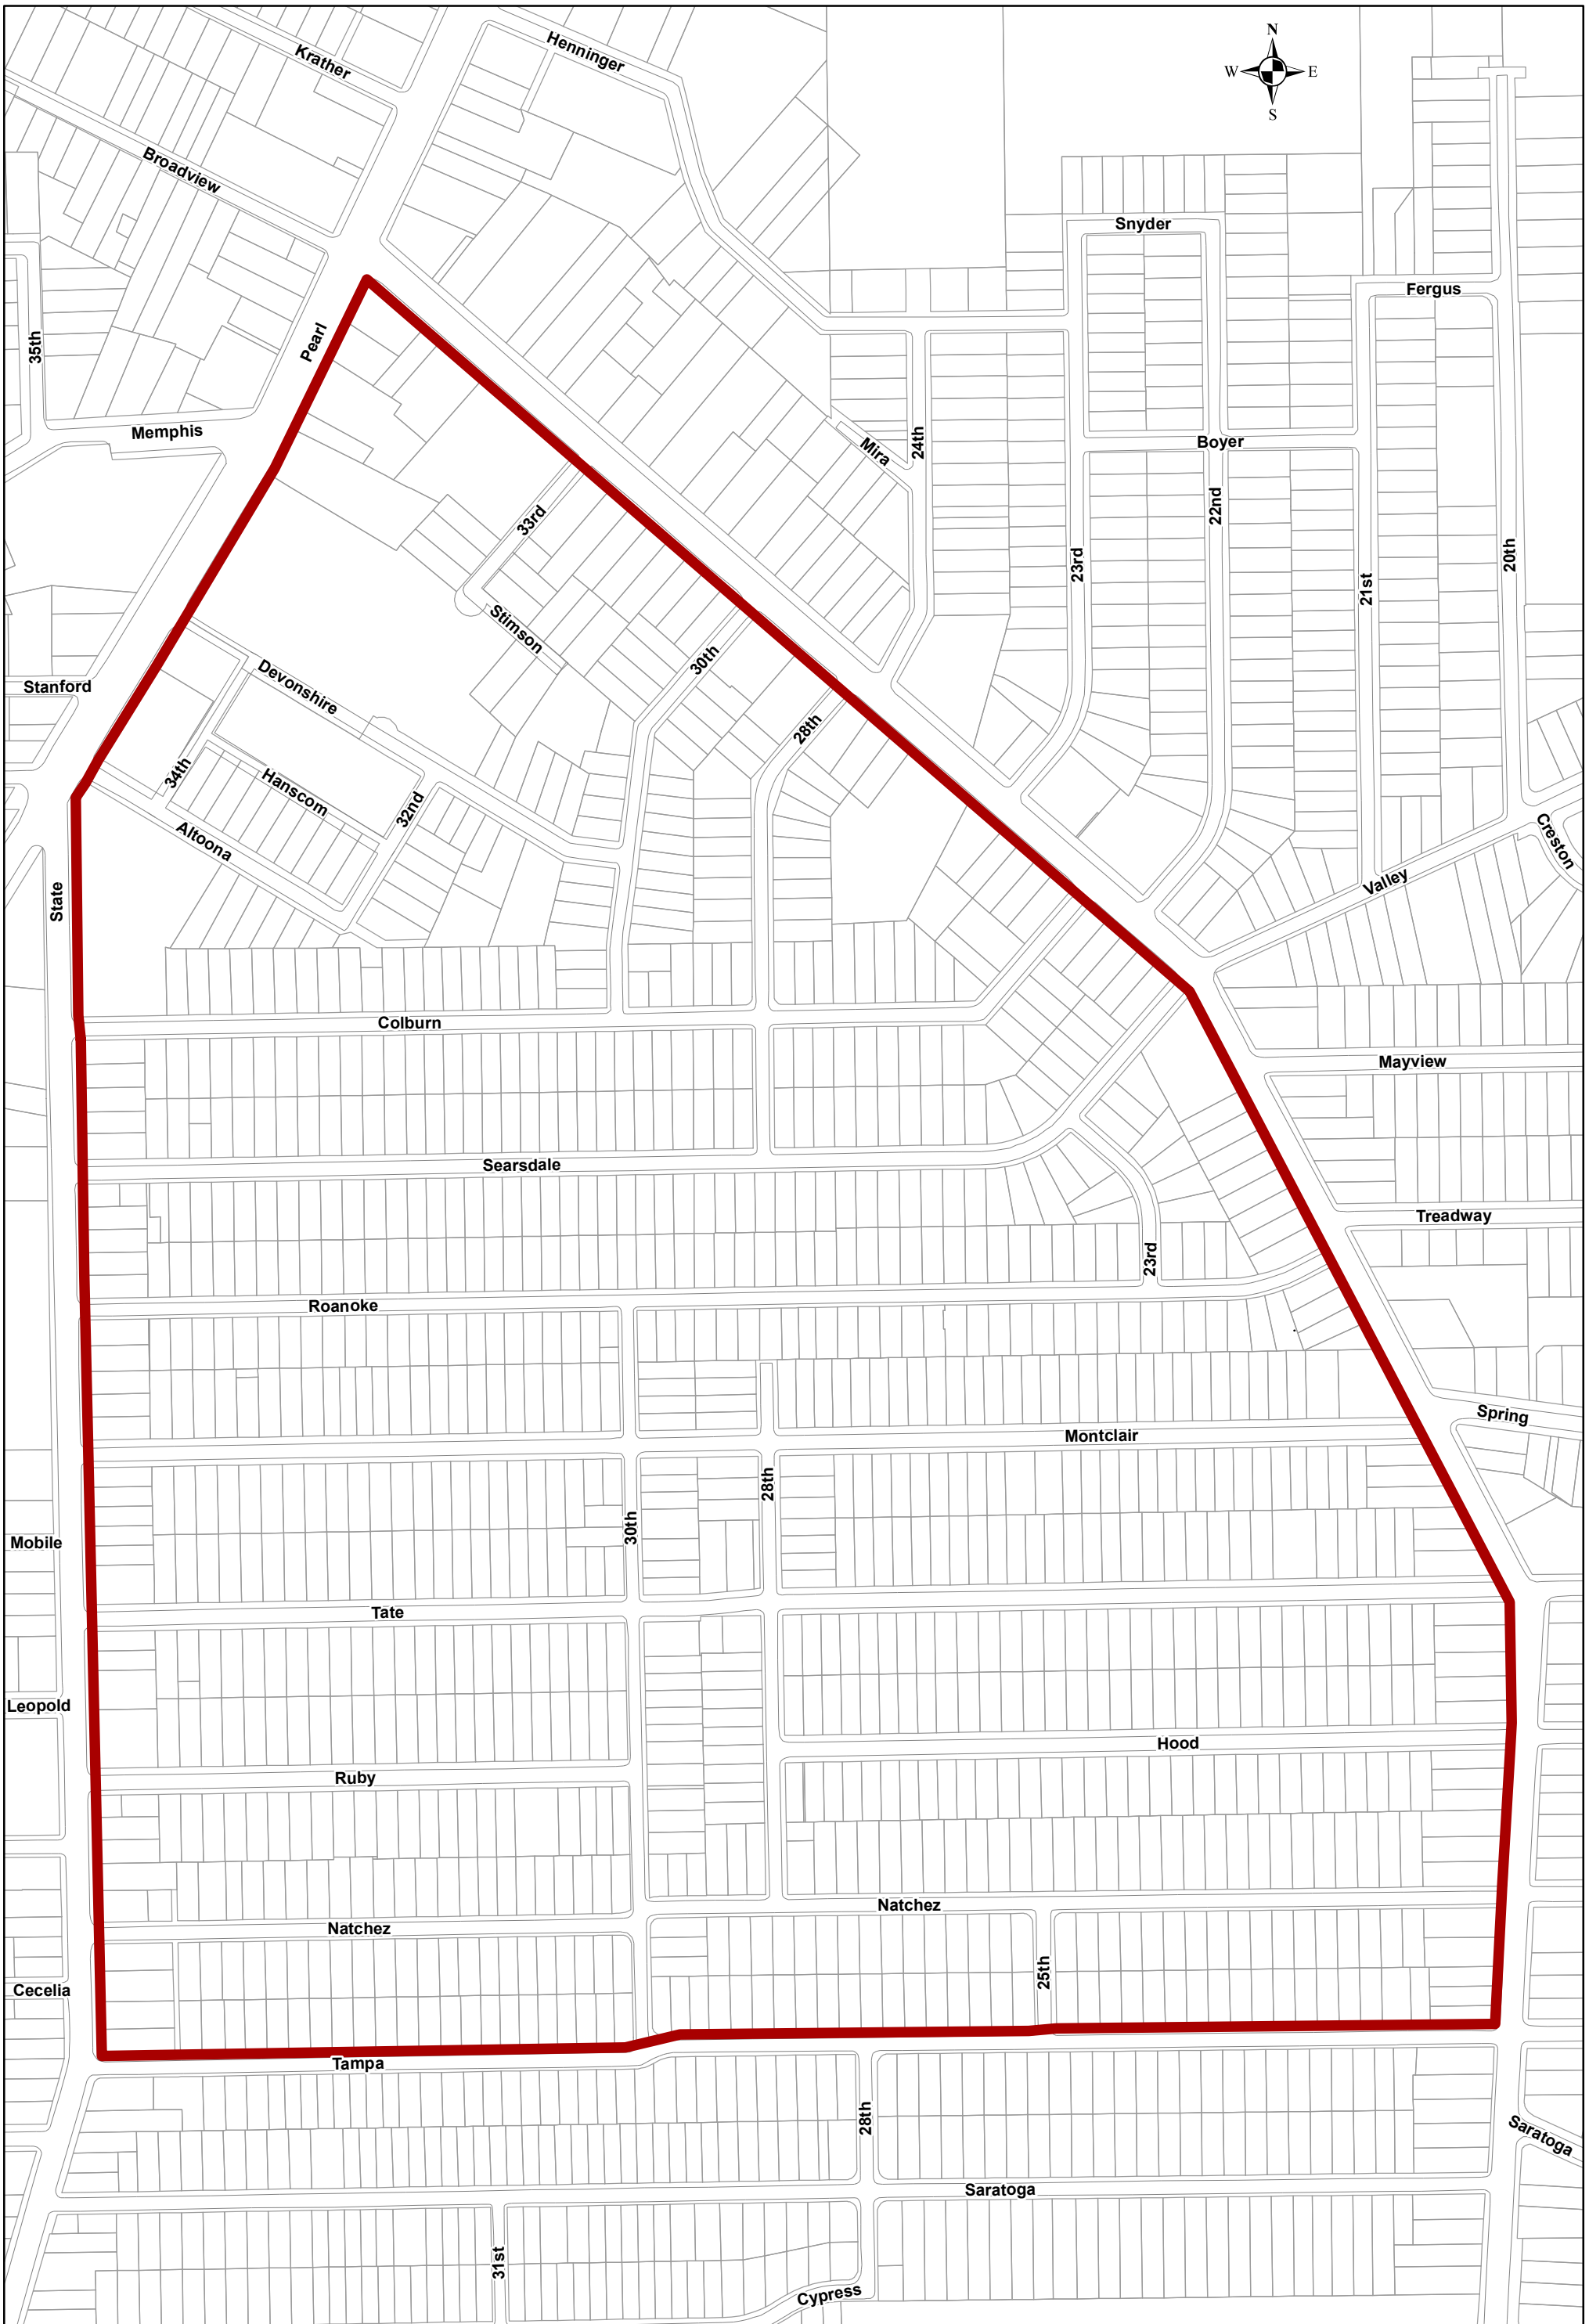 Krather
Henninger
N
W
E
S
Broadview
Snyder
Fergus
35th
Pearl
Memphis
Mira
24th
Boyer
22nd
33rd
23rd
21st
20th
Stimson
30th
Stanford
Devonshire
28th
34th
Hanscom
32nd
Altoona
Creston
Valley
State
Colburn
Mayview
Searsdale
Treadway
23rd
Roanoke
Spring
Montclair
28th
30th
Mobile
Tate
Leopold
Hood
Ruby
Natchez
Natchez
25th
Cecelia
Tampa
28th
Saratoga
Saratoga
31st
Cypress